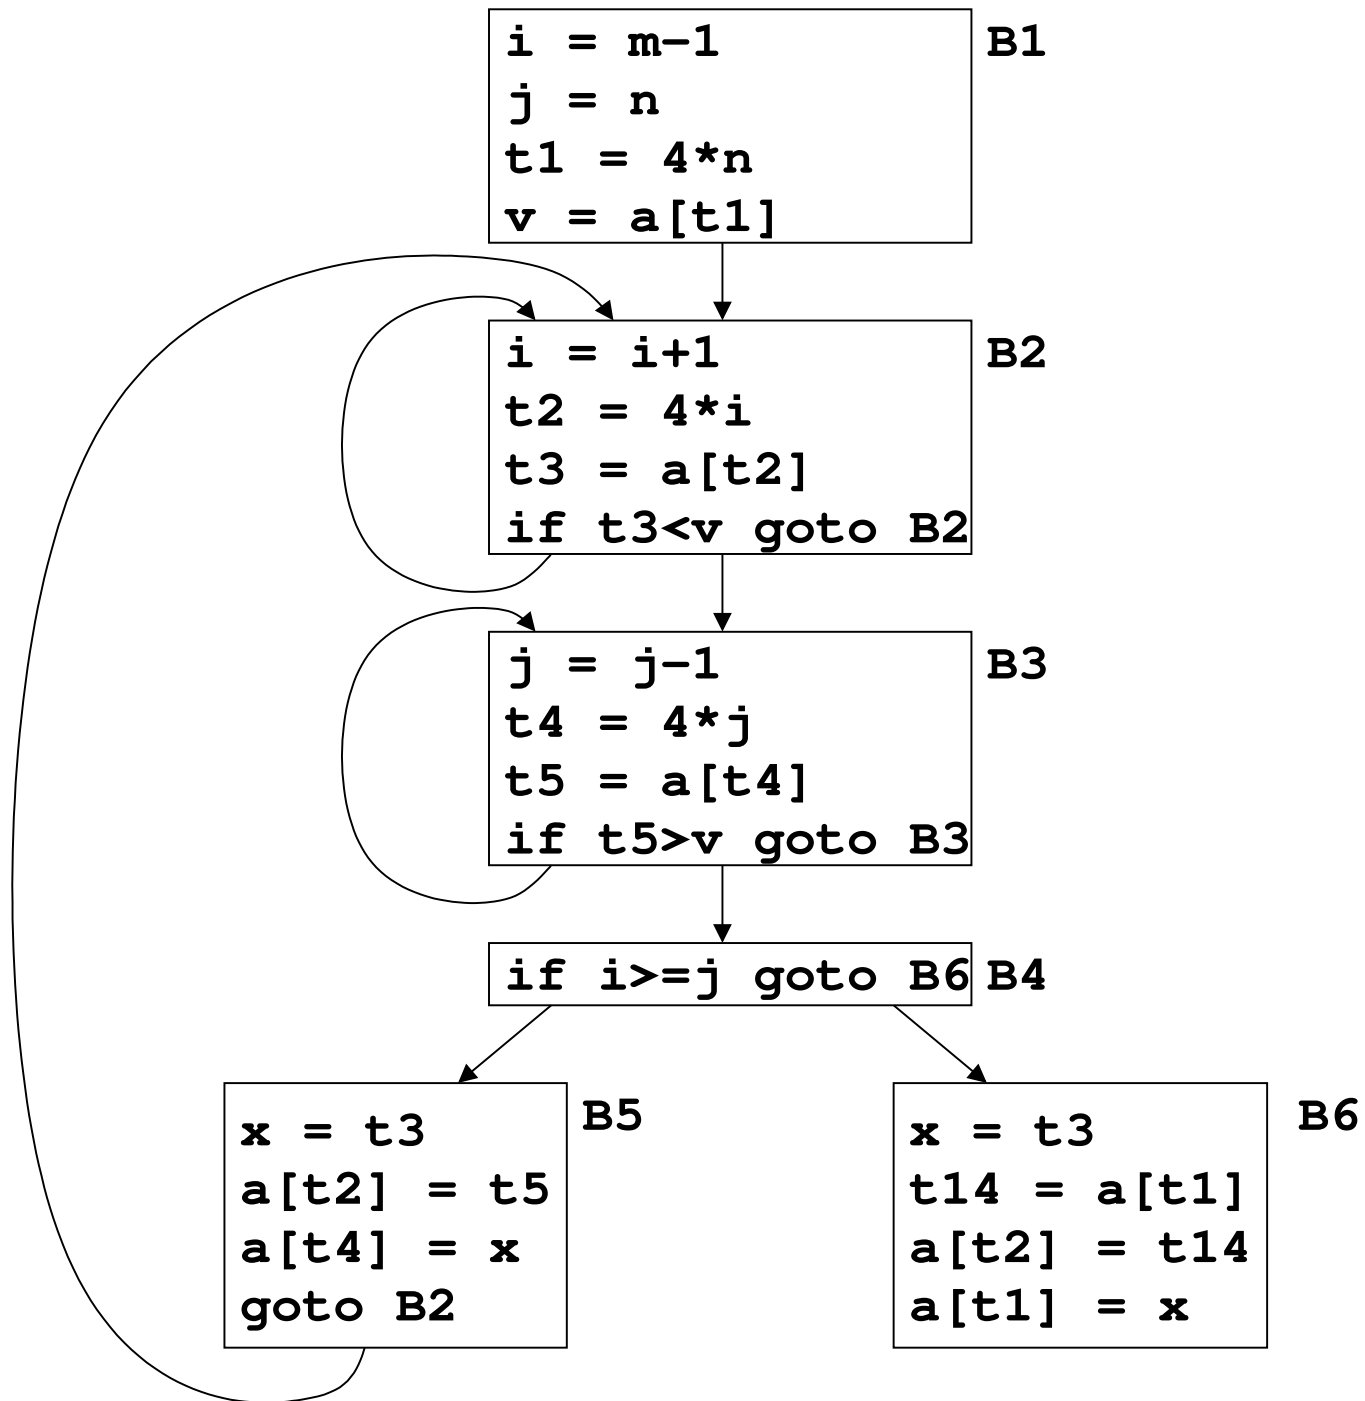 i = m-1
B1
j = n
t1 = 4*n
v = a[t1]
i = i+1
B2
t2 = 4*i
t3 = a[t2]
if t3<v goto B2
j = j-1
B3
t4 = 4*j
t5 = a[t4]
if t5>v goto B3
if i>=j goto B6
B4
B5
x = t3
a[t2] = t5
a[t4] = x
goto B2
B6
x = t3
t14 = a[t1]
a[t2] = t14
a[t1] = x